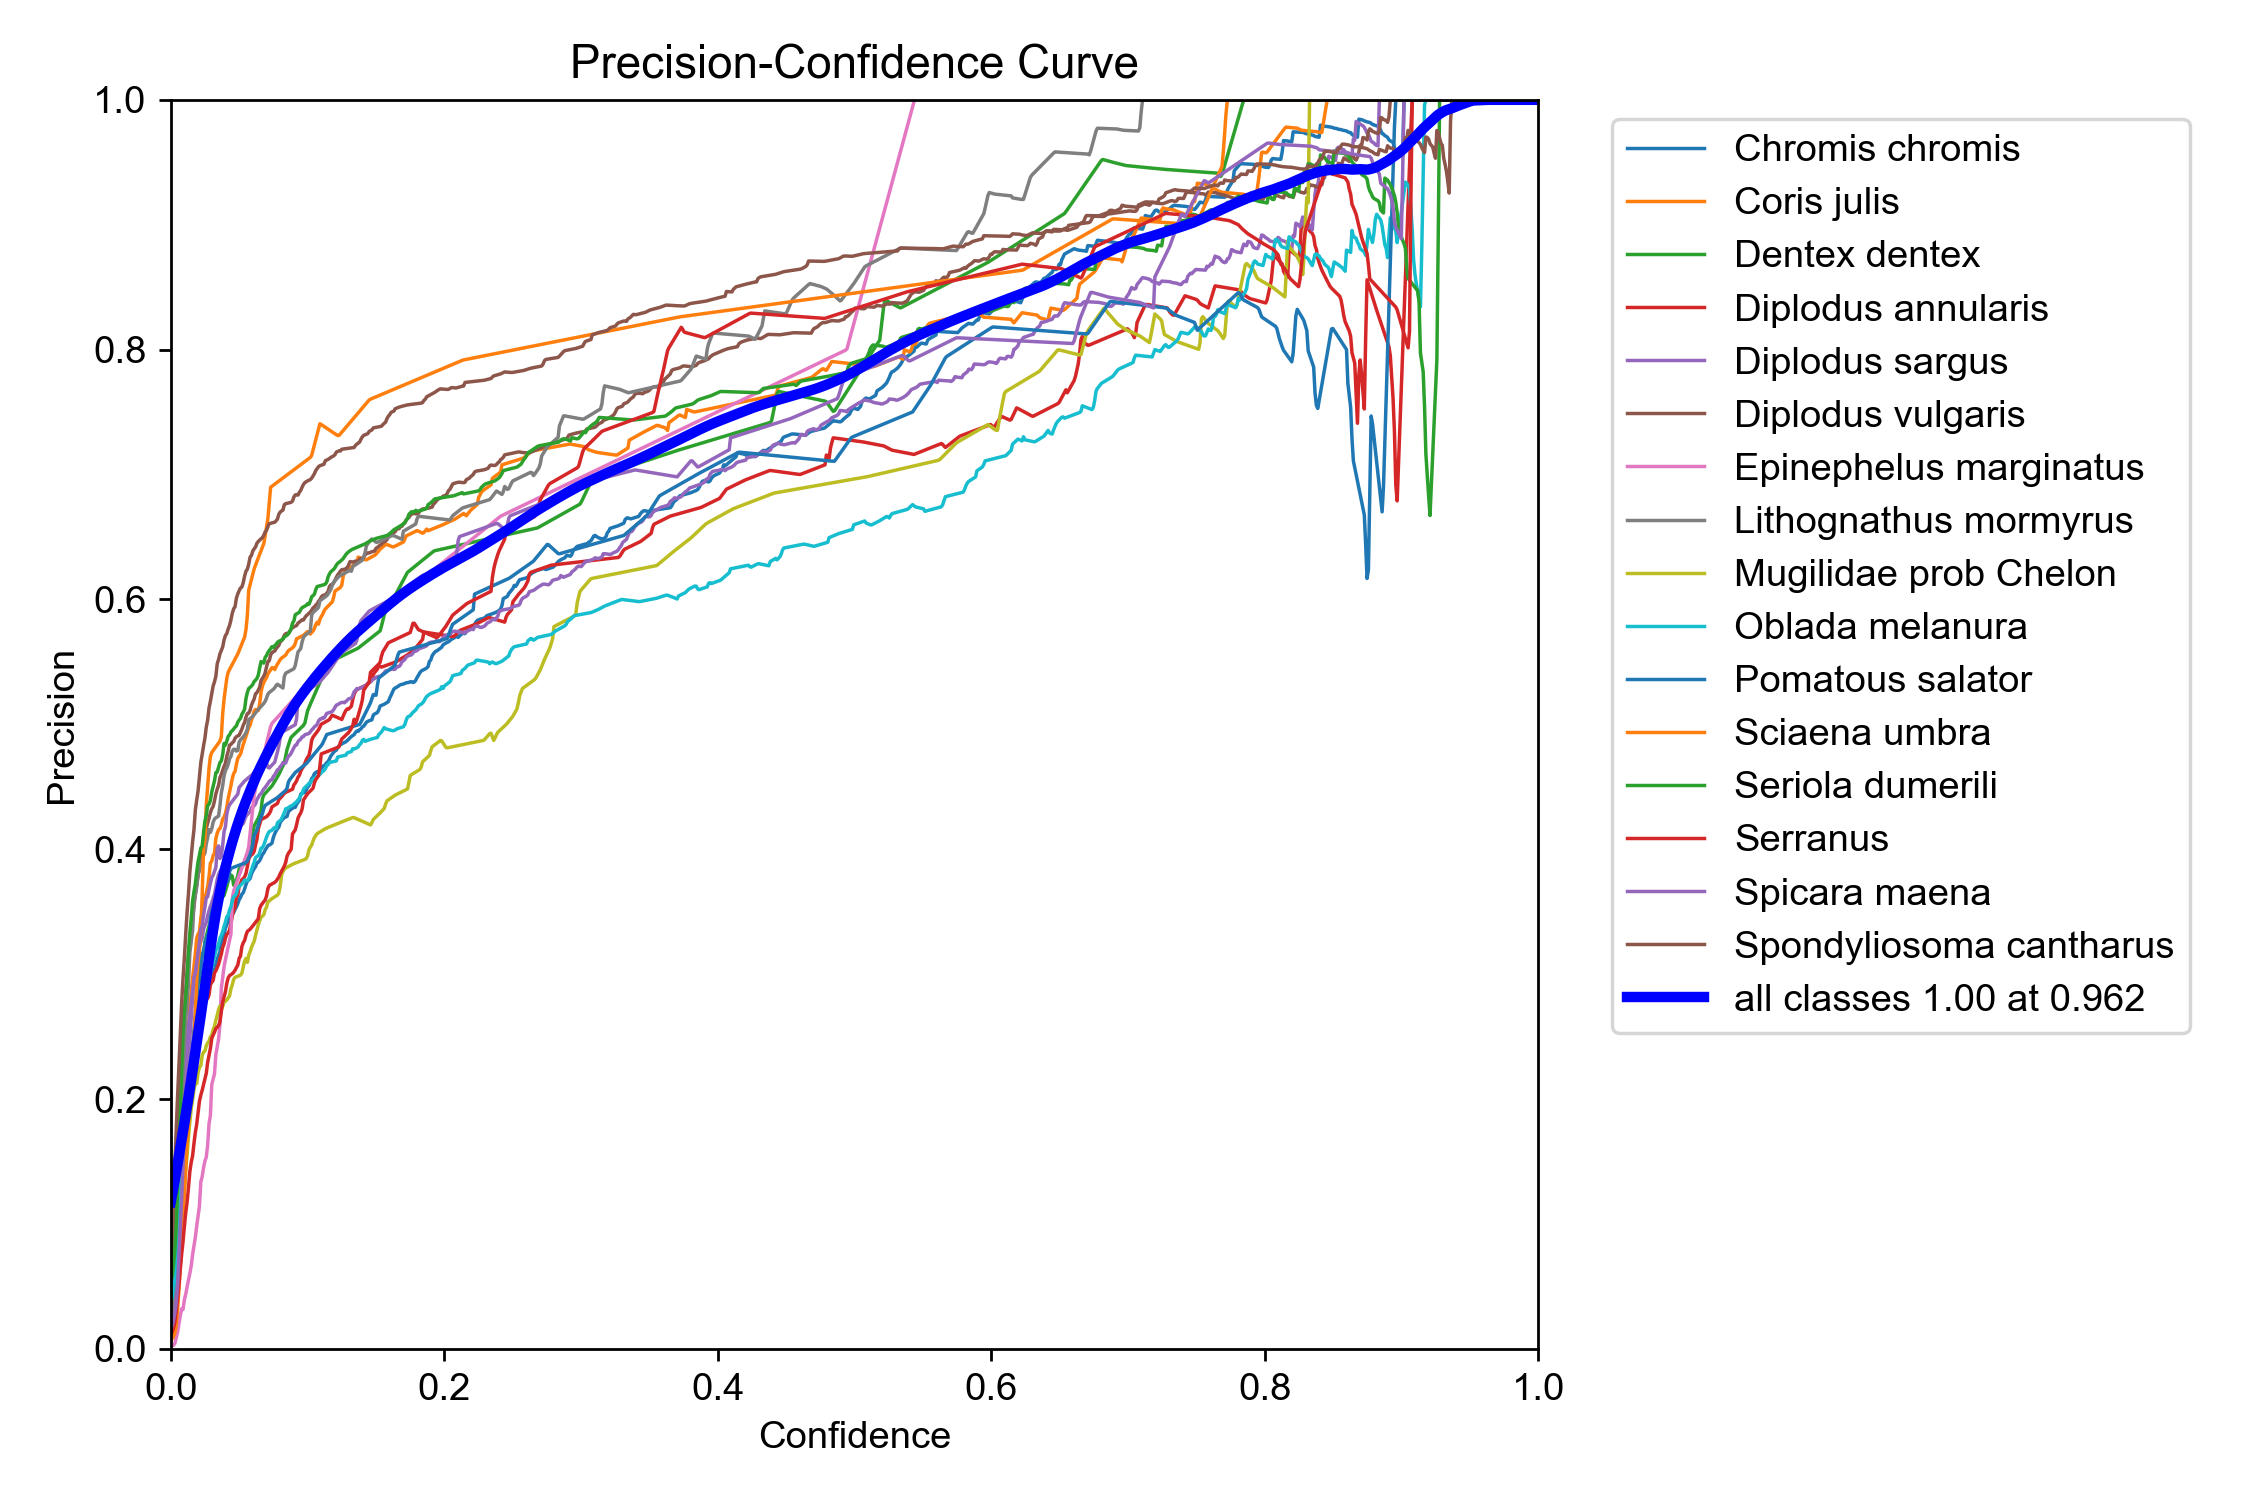 Precision-Confidence Curve
1.0
0.8
0.6
0.4
0.2
0.0
Precision
0.0 0.2 0.4 0.6 0.8 1.0
Confidence
Chromis chromis
Coris julis
Dentex dentex
Diplodus annularis
Diplodus sargus
Diplodus vulgaris
Epinephelus marginatus
Lithognathus mormyrus
Mugilidae prob Chelon
Oblada melanura
Pomatous salator
Sciaena umbra
Seriola dumerili
Serranus
Spicara maena
Spondyliosoma cantharus
all classes 1.00 at 0.962